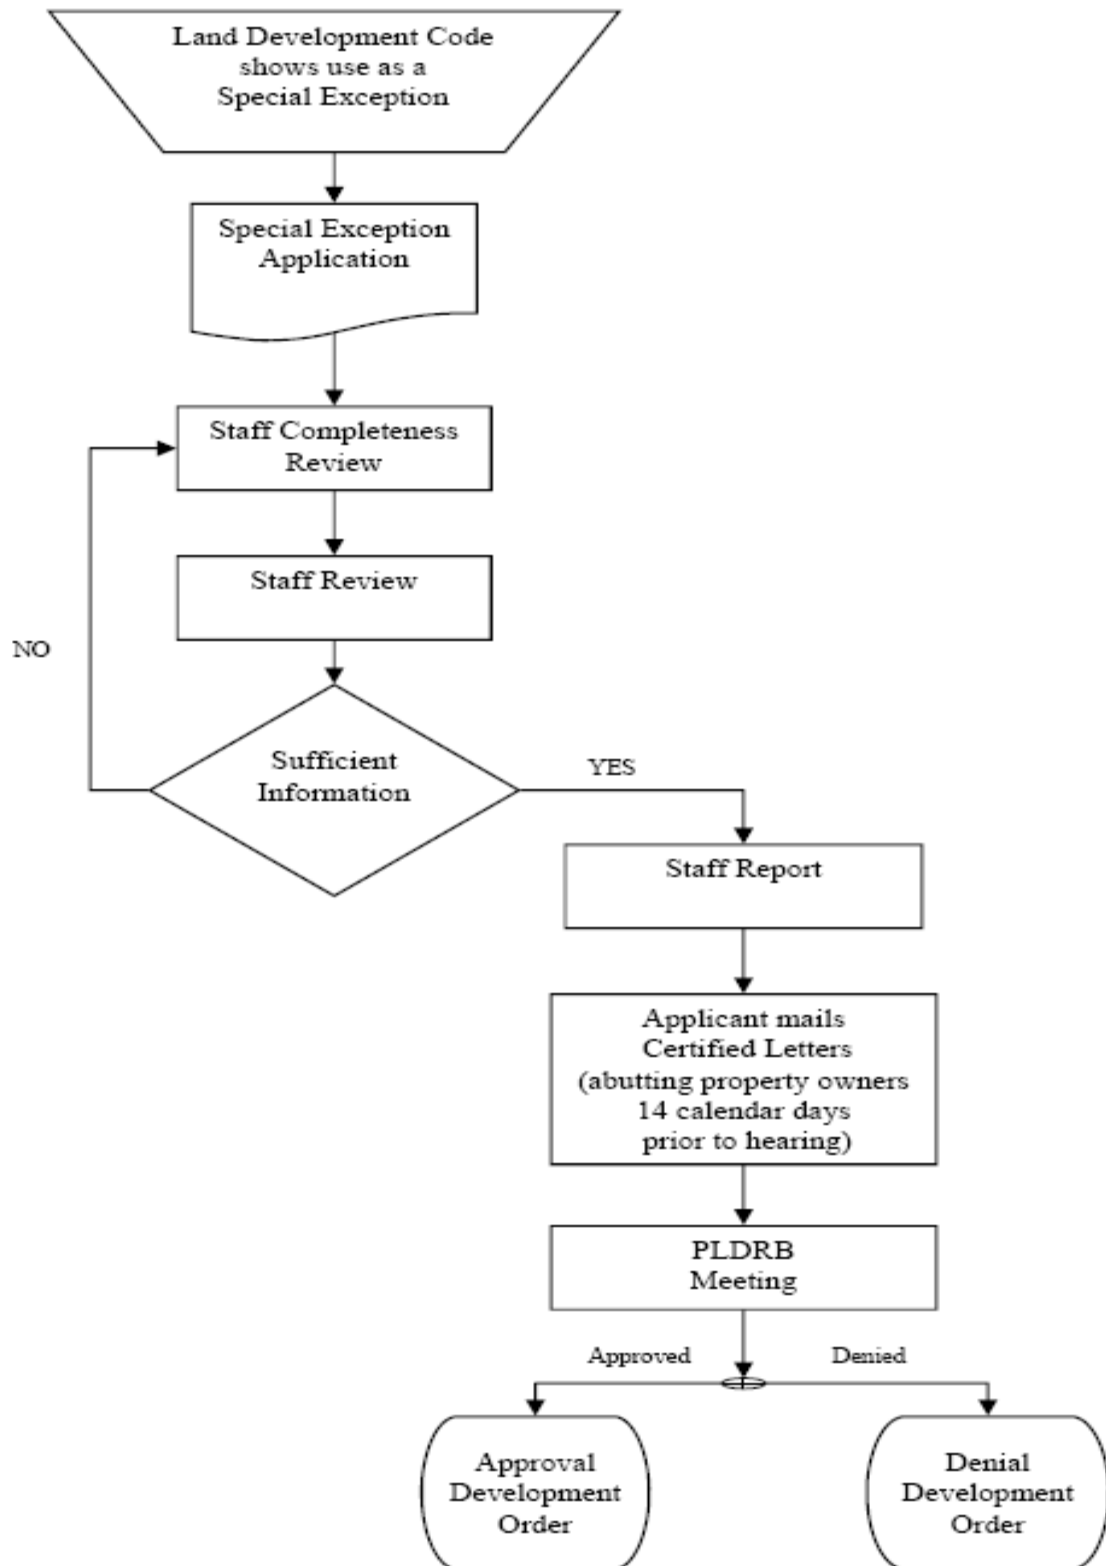 Land Development Code
shows use as a
Special Exception
Special Exception
Application
Staff Completeness
Review
Staff Review
NO
Sufficient
Information
YES
Staff Report
Applicant mails
Certified Letters
(abutting property owners
14 calendar days
prior to hearing)
PLDRB
Meeting
Approved
Denied
Approval
Development
Order
Denial
Development
Order